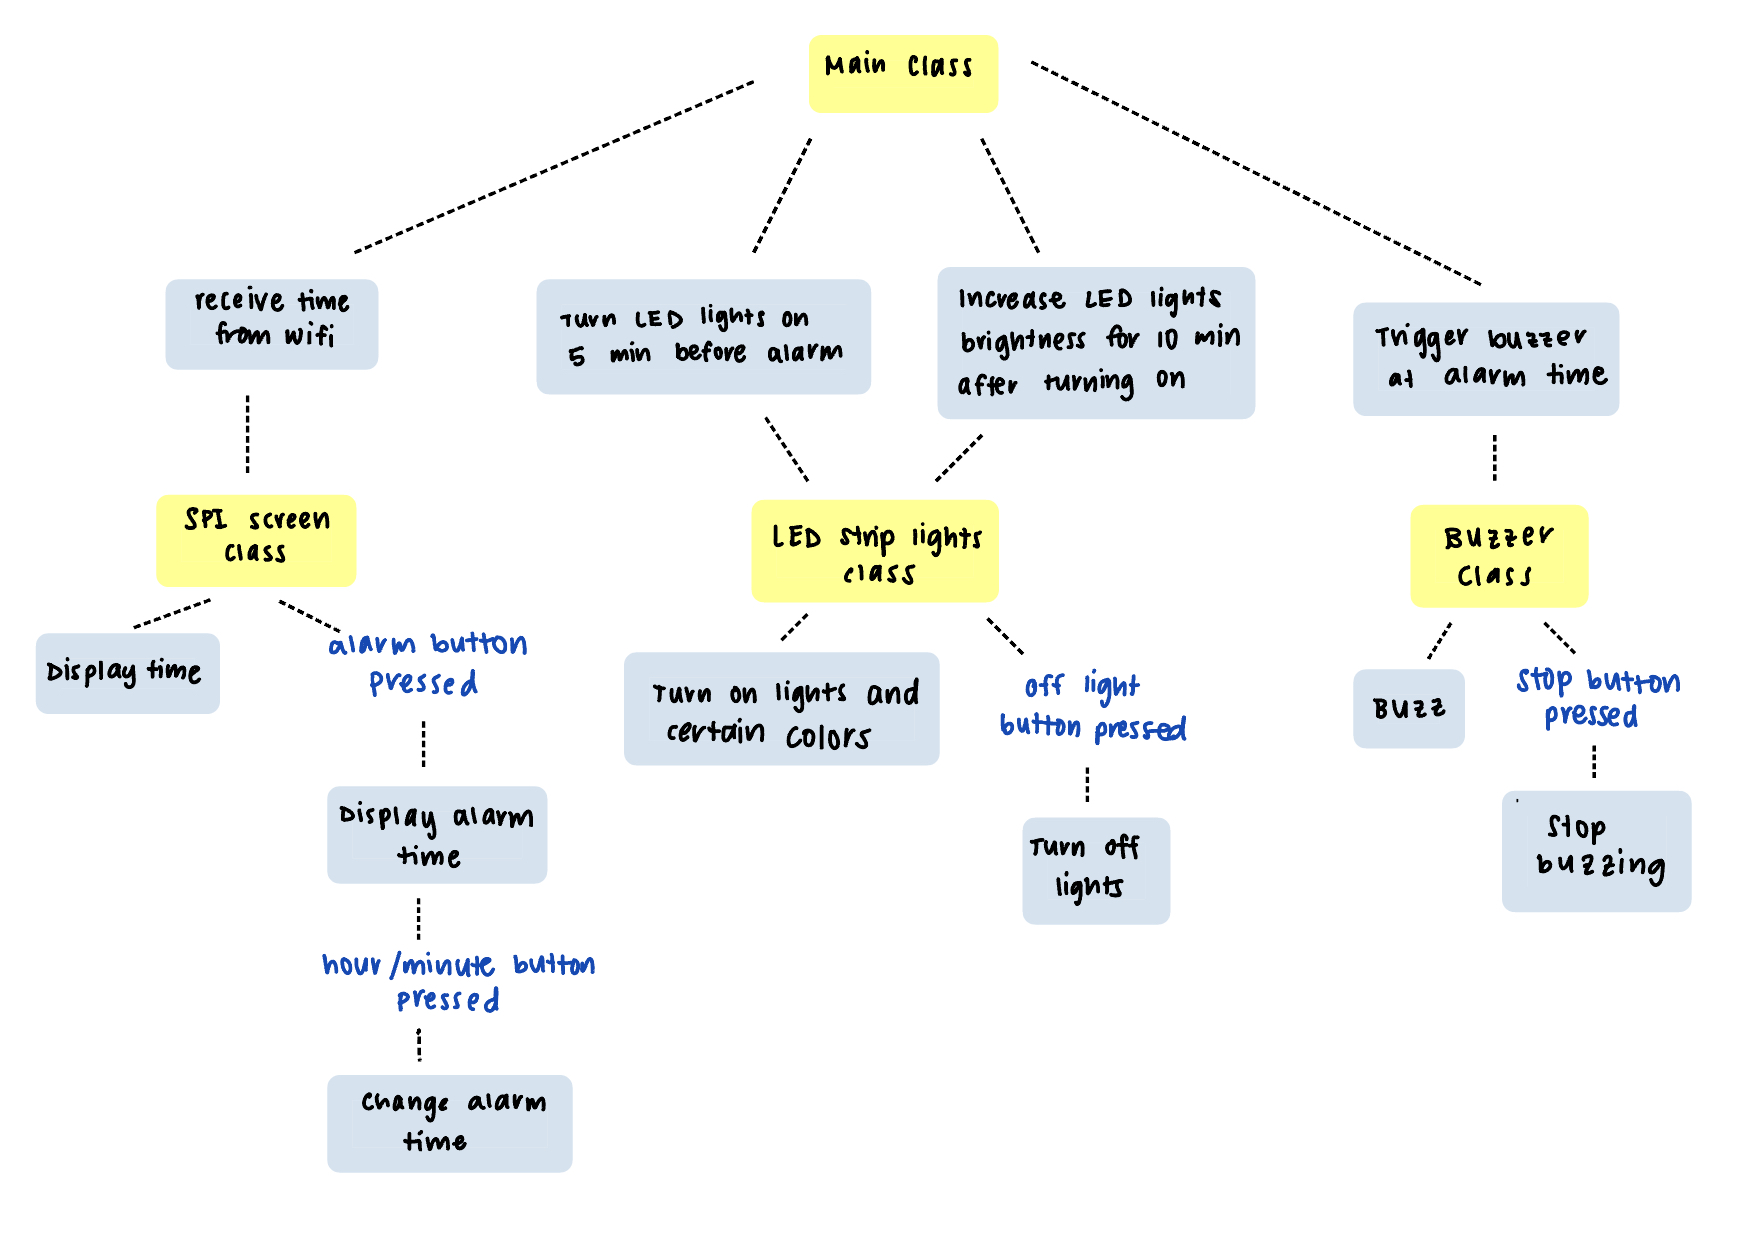 Main Class
receive time
from wifi
Turn LED lights on
5 min before alarm
Increase LED lights
brightness for 10 min
after turning on
Trigger buzzer
at alarm time
SPI screen
class
LED strip lights
class
Buzzer
Class
Display time
alarm button
pressed
Turn on lights and
certain colors
off light
button pressed
Buzz
stop button
pressed
Display alarm
time
Turn off
lights
Stop
buzzing
hour/minute button
pressed
Change alarm
time